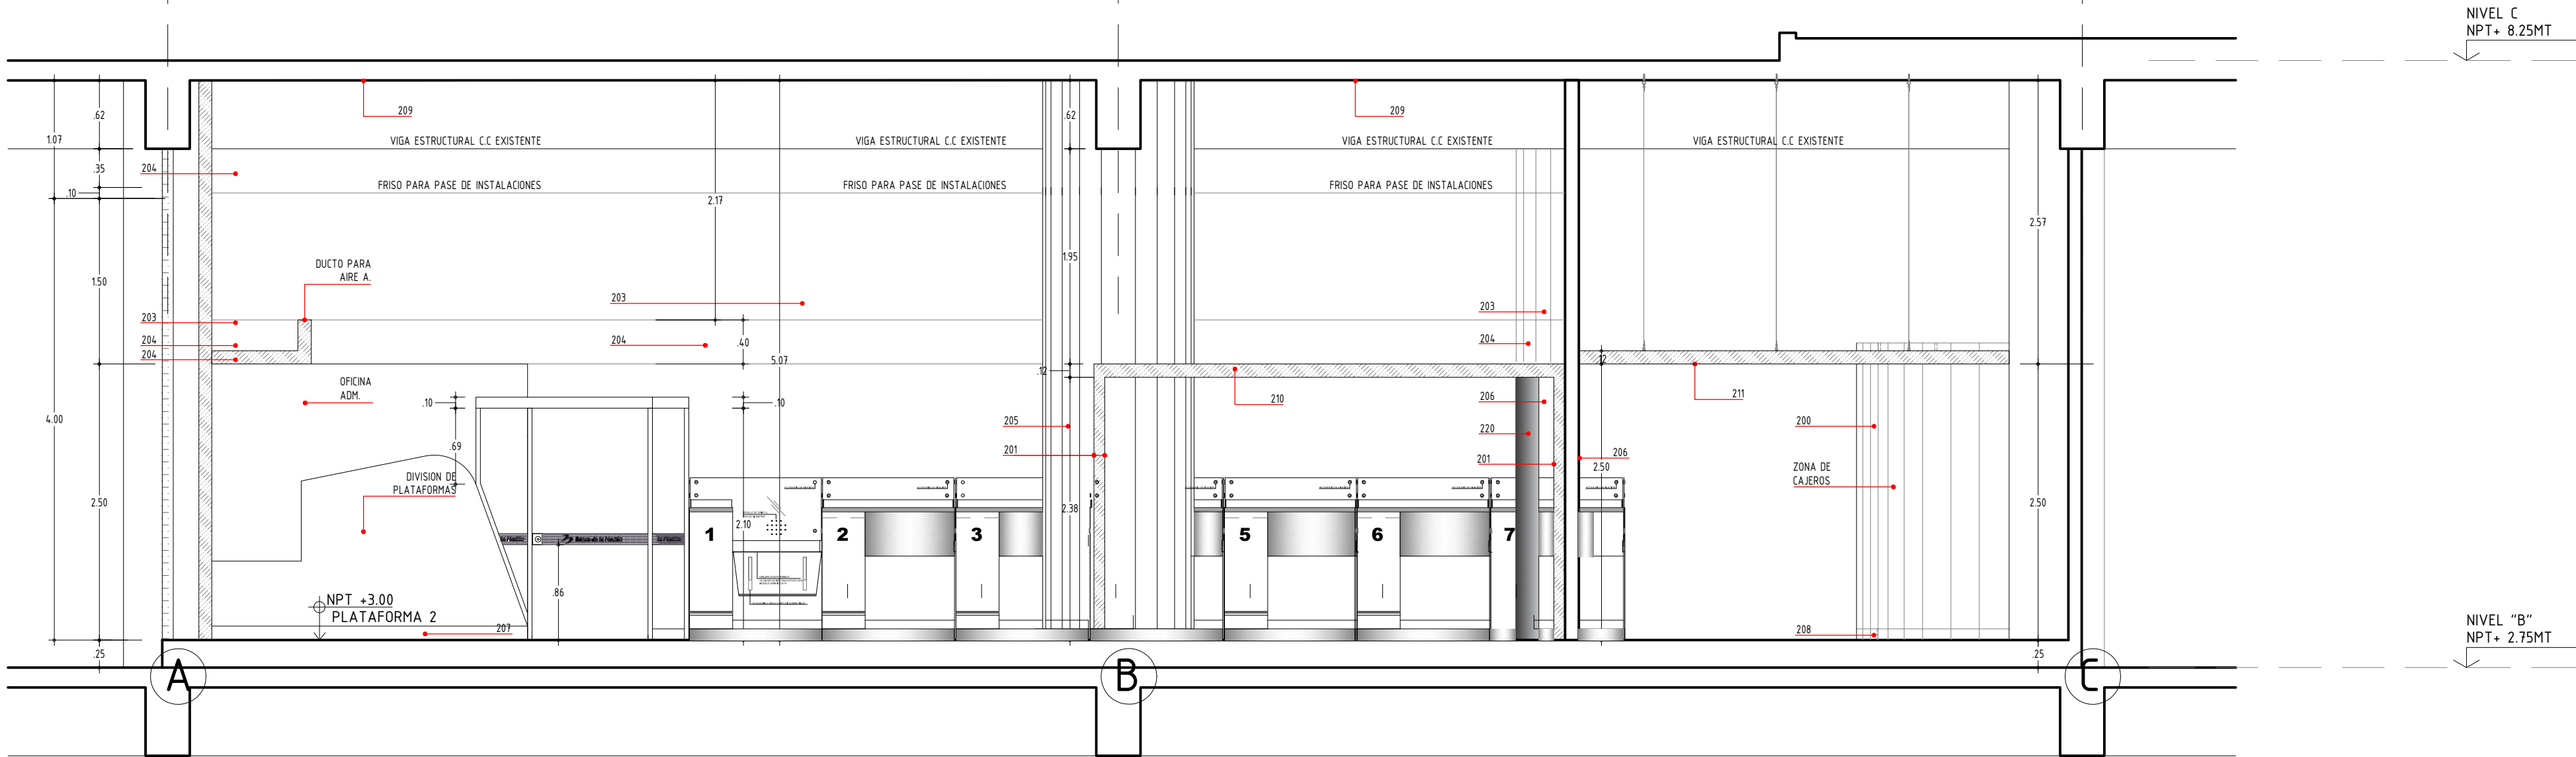 NIVEL C
NPT+ 8.25MT
209
209
.62
.62
1.07
VIGA ESTRUCTURAL C.C EXISTENTE
VIGA ESTRUCTURAL C.C EXISTENTE
VIGA ESTRUCTURAL C.C EXISTENTE
VIGA ESTRUCTURAL C.C EXISTENTE
204
.35
.10
FRISO PARA PASE DE INSTALACIONES
FRISO PARA PASE DE INSTALACIONES
FRISO PARA PASE DE INSTALACIONES
2.17
2.57
1.95
DUCTO PARA
AIRE A.
1.50
203
203
203
204
204
204
204
.40
5.07
.12
.12
OFICINA
ADM.
.10
.10
210
206
211
4.00
205
220
200
.69
201
201
206
2.50
DIVISION DE
PLATAFORMAS
ZONA DE
CAJEROS
2.50
2.50
2.38
2.10
1
2
3
5
6
7
Banco de la Nación
.86
NPT +3.00
PLATAFORMA 2
207
208
NIVEL "B"
NPT+ 2.75MT
.25
.25
A
B
C